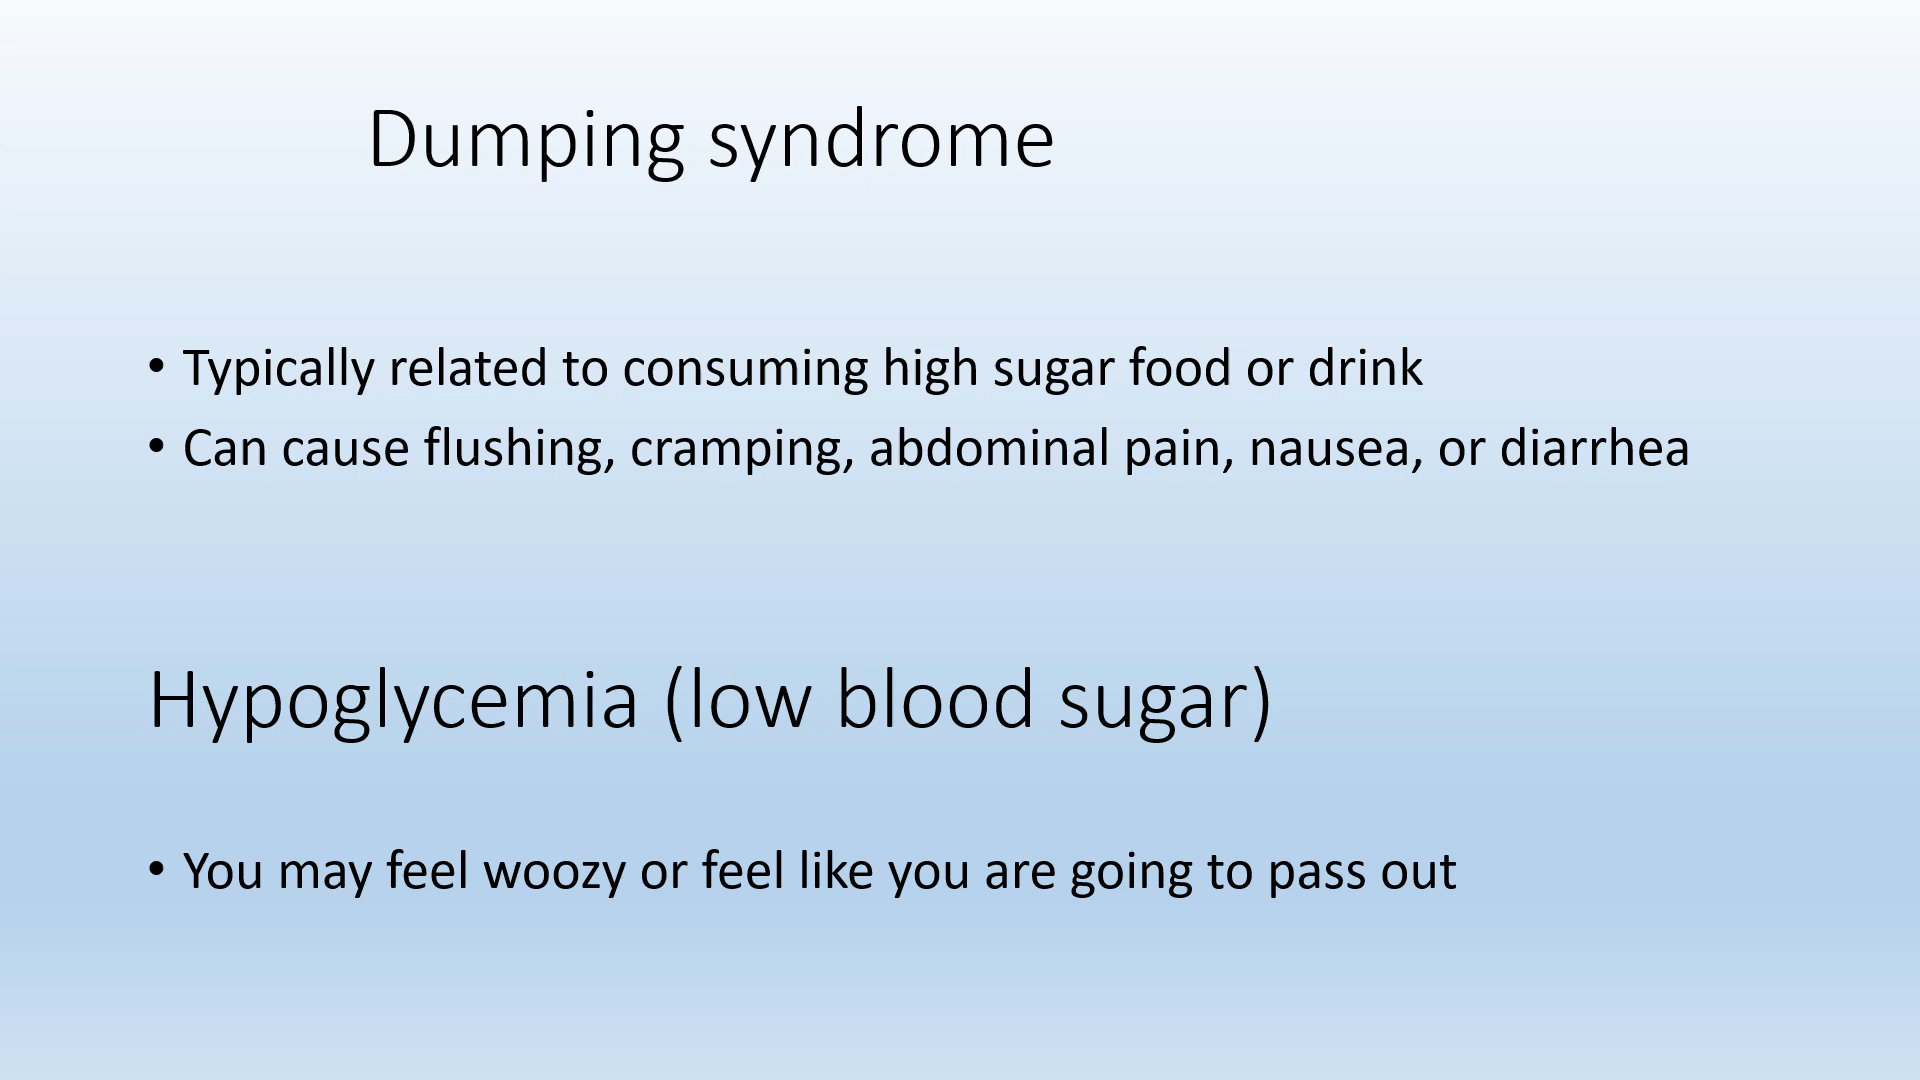 Dumping syndrome
• Typically related to consuming high sugar food or drink
• Can cause flushing, cramping, abdominal pain, nausea, or diarrhea
Hypoglycemia (low blood sugar)
• You may feel woozy or feel like you are going to pass out